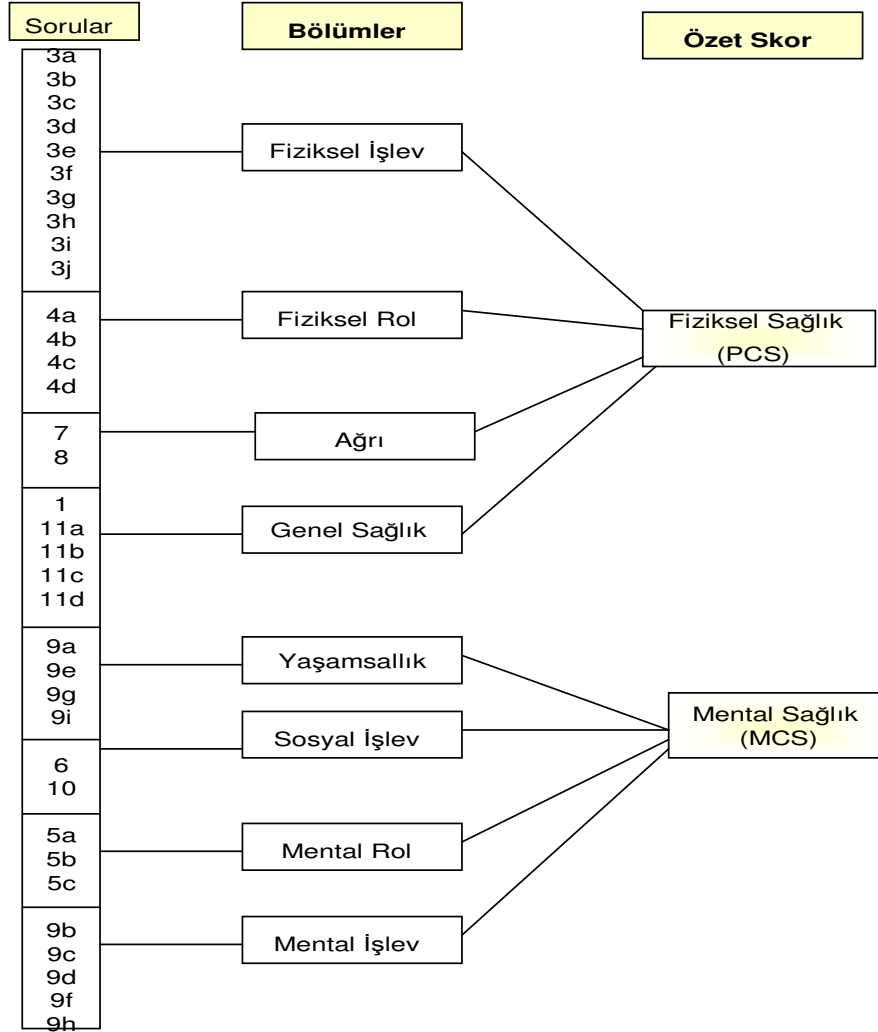 Sorular
Bölümler
Özet Skor
3a
3b
3c
3d
3e
3f
3g
3h
3i
3j
Fiziksel İşlev
4a
4b
4c
4d
Fiziksel Rol
Fiziksel Sağlık
(PCS)
7
8
Ağrı
1
11a
11b
11c
11d
Genel Sağlık
9a
9e
9g
9i
Yaşamsallık
6
10
Sosyal İşlev
Mental Sağlık
(MCS)
5a
5b
5c
Mental Rol
9b
9c
9d
9f
9h
Mental İşlev